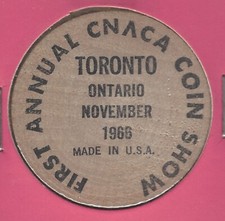 FIRST ANNUAL CNACA COIN SHOW
TORONTO
ONTARIO
NOVEMBER
1966
MADE IN U.S.A.